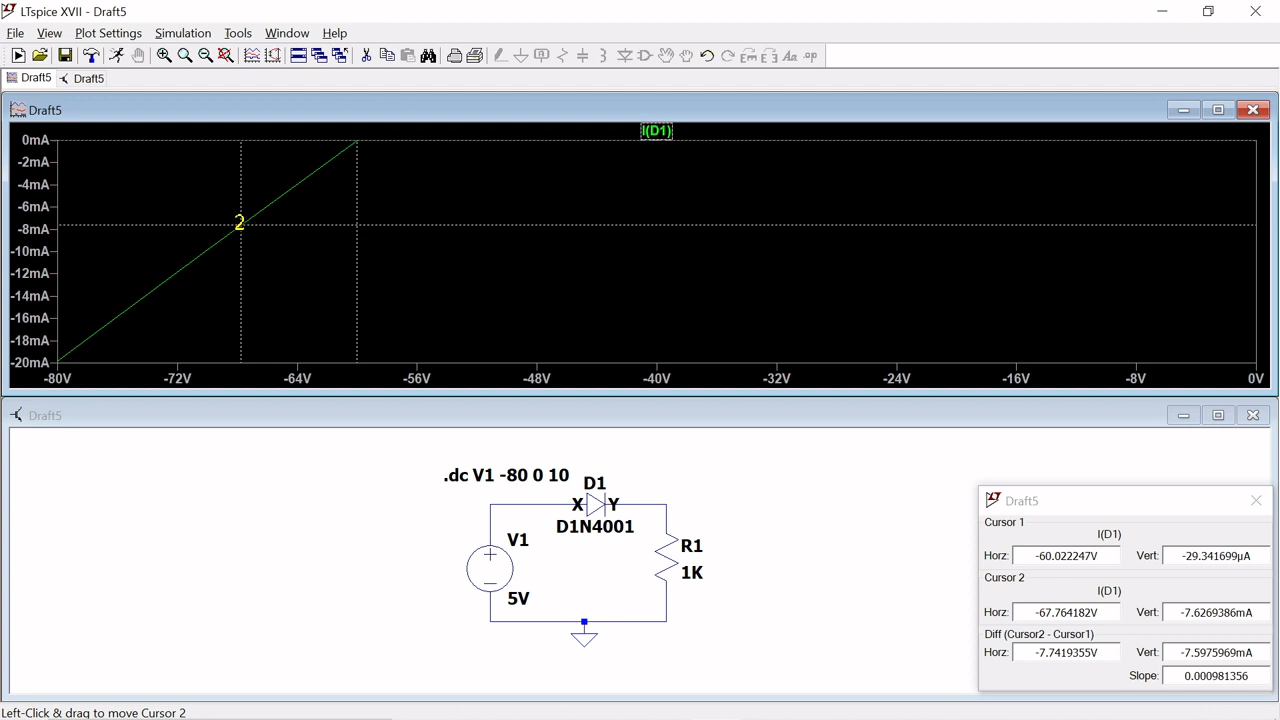 LTspice XVII - Draft5
File View Plot Settings Simulation Tools Window Help
Draft5 Draft5
Draft5
I(D1)
0mA
-2mA
-4mA
-6mA
-8mA
-10mA
-12mA
-14mA
-16mA
-18mA
-20mA
2
-80V -72V -64V -56V -48V -40V -32V -24V -16V -8V 0V
Draft5
.dc V1 -80 0 10
D1
X Y
D1N4001
V1
5V
R1
1K
Draft5
Cursor 1
I(D1)
Horz: -60.022247V Vert: -29.341699µA
Cursor 2
I(D1)
Horz: -67.764182V Vert: -7.6269386mA
Diff (Cursor2 - Cursor1)
Horz: -7.7419355V Vert: -7.5975969mA
Slope: 0.000981356
Left-Click & drag to move Cursor 2